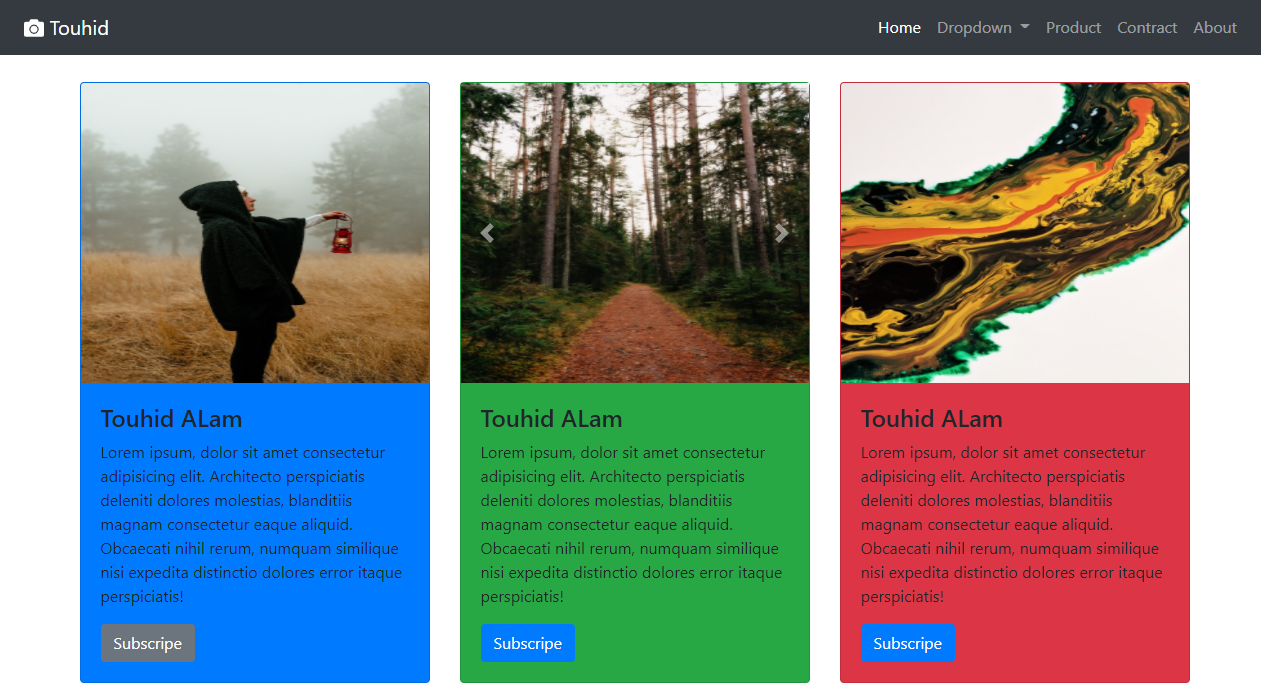 Touhid
Home Dropdown Product Contract About
Touhid ALam
Lorem ipsum, dolor sit amet consectetur
adipisicing elit. Architecto perspiciatis
deleniti dolores molestias, blanditiis
magnam consectetur eaque aliquid.
Obcaecati nihil rerum, numquam similique
nisi expedita distinctio dolores error itaque
perspiciatis!
Subscripe
Touhid ALam
Lorem ipsum, dolor sit amet consectetur
adipisicing elit. Architecto perspiciatis
deleniti dolores molestias, blanditiis
magnam consectetur eaque aliquid.
Obcaecati nihil rerum, numquam similique
nisi expedita distinctio dolores error itaque
perspiciatis!
Subscripe
Touhid ALam
Lorem ipsum, dolor sit amet consectetur
adipisicing elit. Architecto perspiciatis
deleniti dolores molestias, blanditiis
magnam consectetur eaque aliquid.
Obcaecati nihil rerum, numquam similique
nisi expedita distinctio dolores error itaque
perspiciatis!
Subscripe